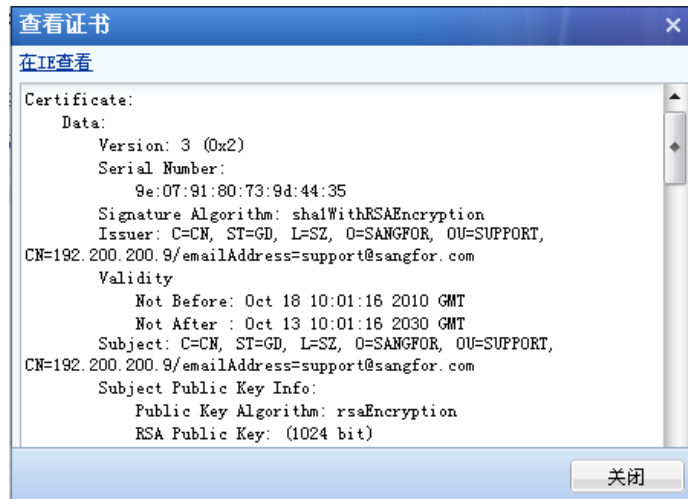 查看证书
在IE查看
Certificate:
Data:
Version: 3 (0x2)
Serial Number:
9e:07:91:80:73:9d:44:35
Signature Algorithm: sha1WithRSAEncryption
Issuer: C=CN, ST=GD, L=SZ, O=SANGFOR, OU=SUPPORT,
CN=192.200.200.9/emailAddress=support@sangfor.com
Validity
Not Before: Oct 18 10:01:16 2010 GMT
Not After : Oct 13 10:01:16 2030 GMT
Subject: C=CN, ST=GD, L=SZ, O=SANGFOR, OU=SUPPORT,
CN=192.200.200.9/emailAddress=support@sangfor.com
Subject Public Key Info:
Public Key Algorithm: rsaEncryption
RSA Public Key: (1024 bit)
关闭